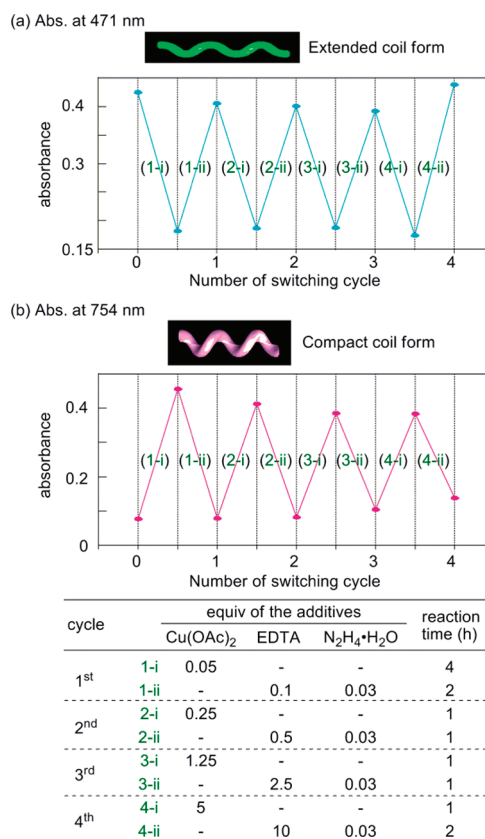 (a) Abs. at 471 nm
Extended coil form
absorbance
0.4
0.3
0.15
(1-i) (1-ii) (2-i) (2-ii) (3-i) (3-ii) (4-i) (4-ii)
0 1 2 3 4
Number of switching cycle
(b) Abs. at 754 nm
Compact coil form
absorbance
0.4
0.2
0
(1-i) (1-ii) (2-i) (2-ii) (3-i) (3-ii) (4-i) (4-ii)
0 1 2 3 4
Number of switching cycle
cycle equiv of the additives reaction time (h)
Cu(OAc)₂ EDTA N₂H₄•H₂O
1st 1-i 0.05 - - 4
1-ii - 0.1 0.03 2
2nd 2-i 0.25 - - 1
2-ii - 0.5 0.03 1
3rd 3-i 1.25 - - 1
3-ii - 2.5 0.03 1
4th 4-i 5 - - 1
4-ii - 10 0.03 2